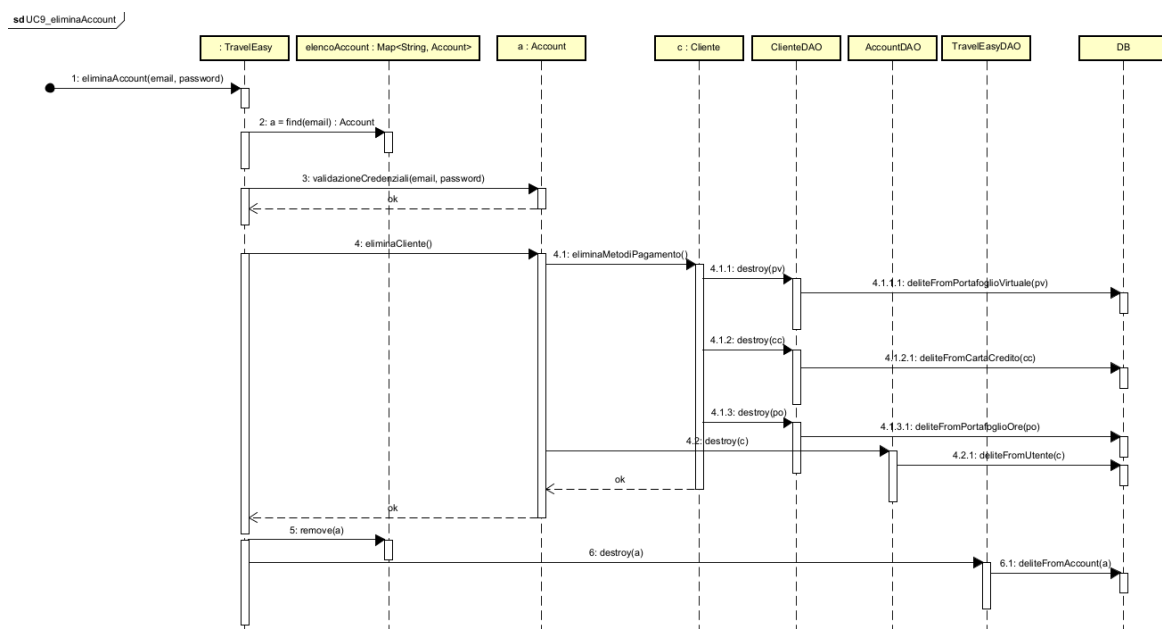 sd UC9_eliminaAccount
: TravelEasy
elencoAccount : Map<String, Account>
a : Account
c : Cliente
ClienteDAO
AccountDAO
TravelEasyDAO
DB
1: eliminaAccount(email, password)
2: a = find(email) : Account
3: validazioneCredenziali(email, password)
ok
4: eliminaCliente()
4.1: eliminaMetodiPagamento()
4.1.1: destroy(pv)
4.1.1.1: deliteFromPortafoglioVirtuale(pv)
4.1.2: destroy(cc)
4.1.2.1: deliteFromCartaCredito(cc)
4.1.3: destroy(po)
4.1.3.1: deliteFromPortafoglioOre(po)
4.2: destroy(c)
4.2.1: deliteFromUtente(c)
ok
ok
5: remove(a)
6: destroy(a)
6.1: deliteFromAccount(a)